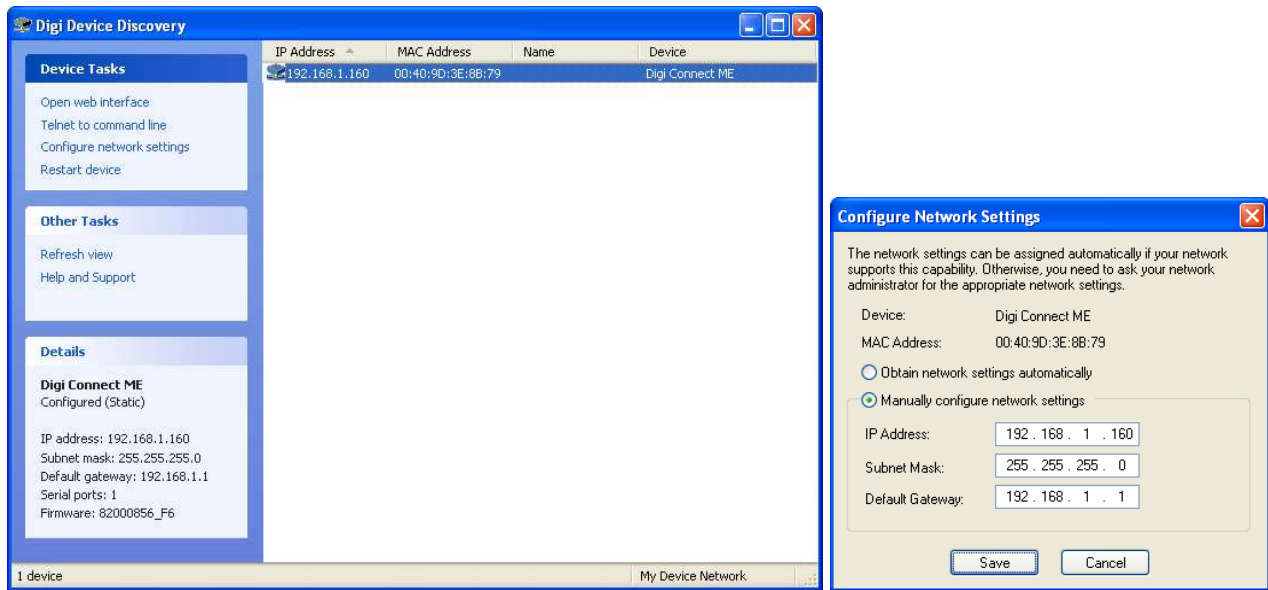 Digi Device Discovery
Device Tasks
Open web interface
Telnet to command line
Configure network settings
Restart device
Other Tasks
Refresh view
Help and Support
Details
Digi Connect ME
Configured (Static)
IP address: 192.168.1.160
Subnet mask: 255.255.255.0
Default gateway: 192.168.1.1
Serial ports: 1
Firmware: 82000856_F6
IP Address MAC Address Name Device
192.168.1.160 00:40:9D:3E:8B:79 Digi Connect ME
1 device My Device Network
Configure Network Settings
The network settings can be assigned automatically if your network
supports this capability. Otherwise, you need to ask your network
administrator for the appropriate network settings.
Device: Digi Connect ME
MAC Address: 00:40:9D:3E:8B:79
Obtain network settings automatically
Manually configure network settings
IP Address: 192 . 168 . 1 . 160
Subnet Mask: 255 . 255 . 255 . 0
Default Gateway: 192 . 168 . 1 . 1
Save Cancel